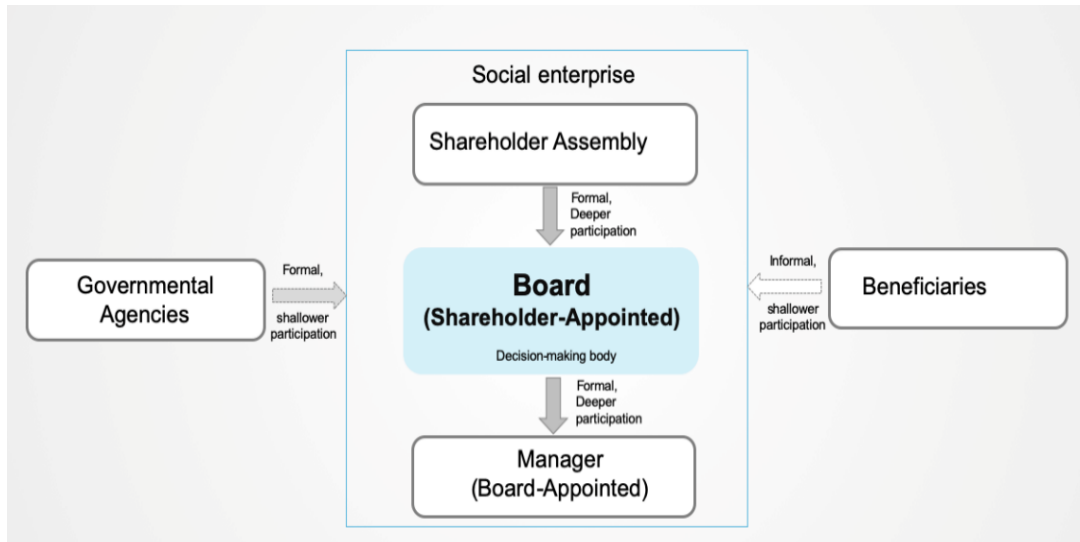 Social enterprise
Shareholder Assembly
Formal,
Deeper
participation
Governmental
Agencies
Formal,
shallower
participation
Board
(Shareholder-Appointed)
Decision-making body
Informal,
shallower
participation
Beneficiaries
Formal,
Deeper
participation
Manager
(Board-Appointed)